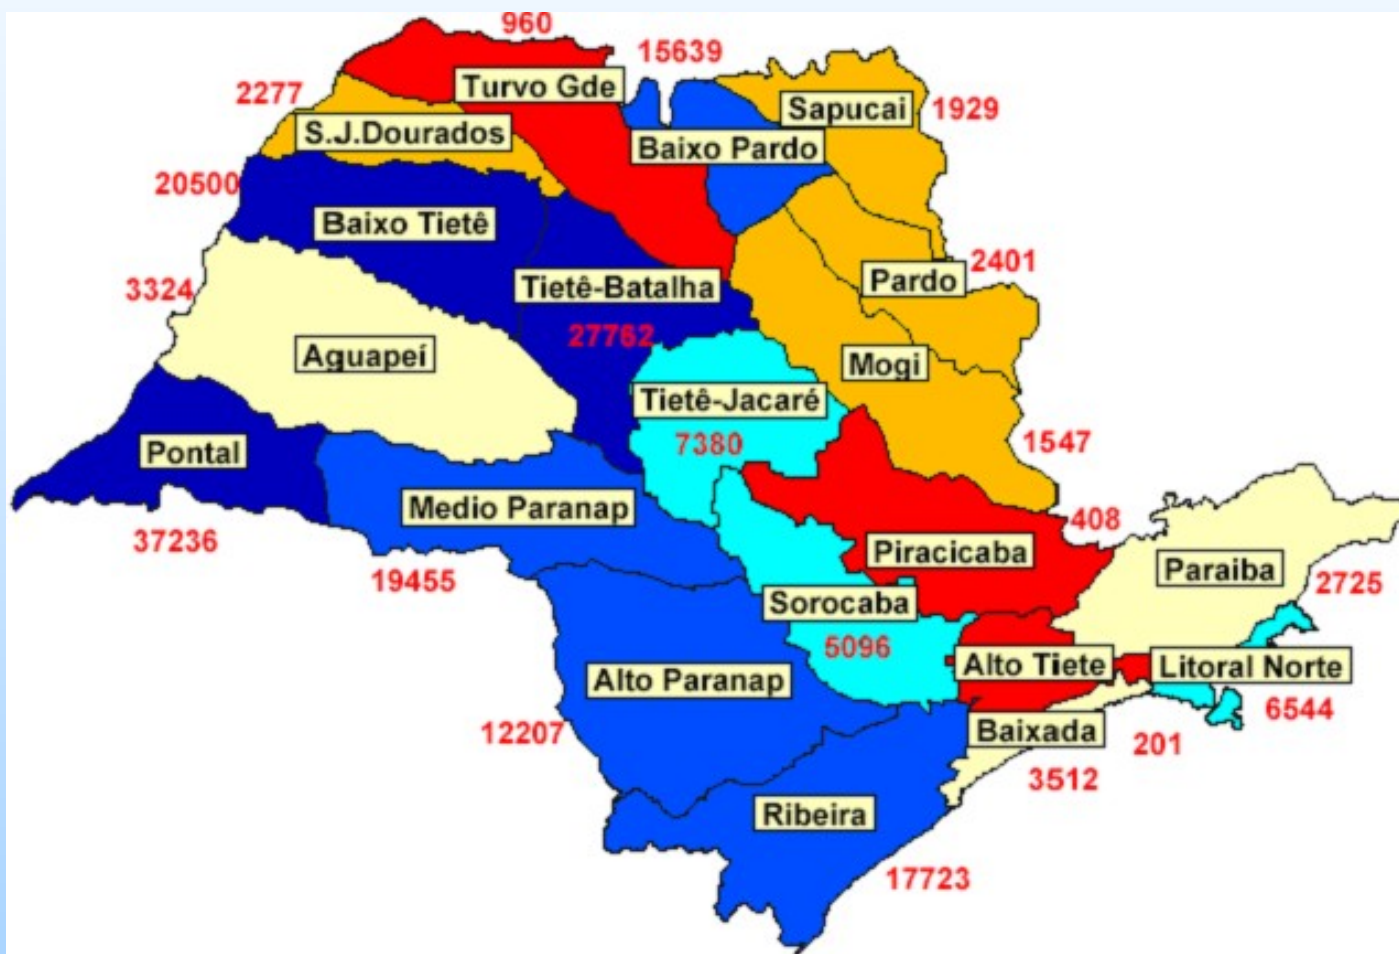 960
15639
Turvo Gde
2277
Sapucai
1929
S.J.Dourados
Baixo Pardo
20500
Baixo Tietê
3324
Tietê-Batalha
Pardo
2401
27762
Aguapeí
Mogi
Tietê-Jacaré
7380
1547
Pontal
Medio Paranap
408
37236
19455
Piracicaba
Paraiba
2725
Sorocaba
5096
Alto Paranap
Alto Tiete
Litoral Norte
6544
12207
Baixada
201
3512
Ribeira
17723